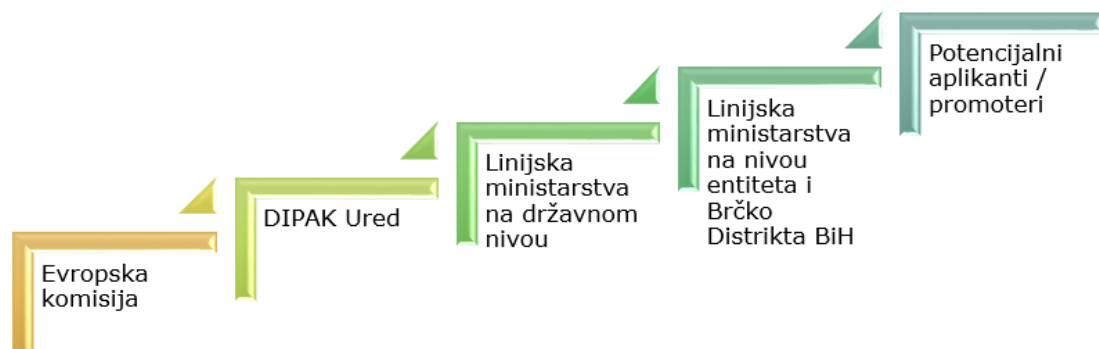 Evropska
komisija
DIPAK Ured
Linijska
ministarstva
na državnom
nivou
Linijska
ministarstva
na nivou
entiteta i
Brčko
Distrikta BiH
Potencijalni
aplikanti /
promoteri